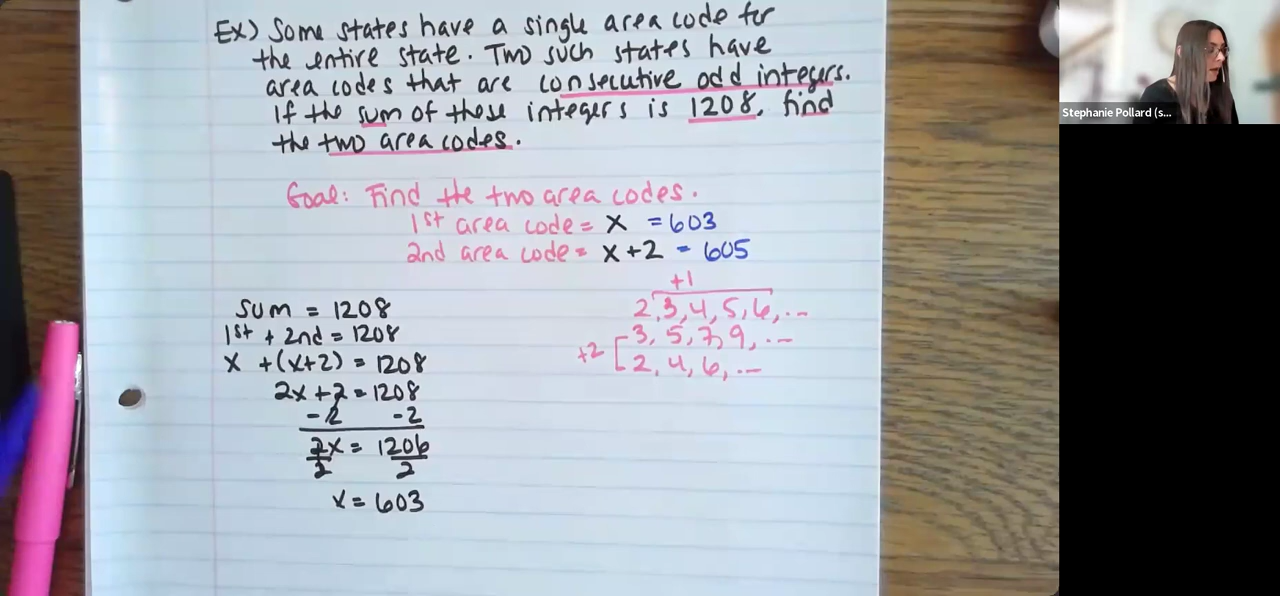 Ex) Some states have a single area code for
the entire state. Two such states have
area codes that are consecutive odd integers.
If the sum of these integers is 1208, find
the two area codes.
Goal: Find the two area codes.
1st area code = x = 603
2nd area code = x+2 = 605
+1
2,3,4,5,6,...
3, 5, 7, 9, ...
+2
2, 4, 6, ...
sum = 1208
1st + 2nd = 1208
x + (x+2) = 1208
2x + 2 = 1208
-2 -2
2x = 1206
2 2
x = 603
Stephanie Pollard (s...